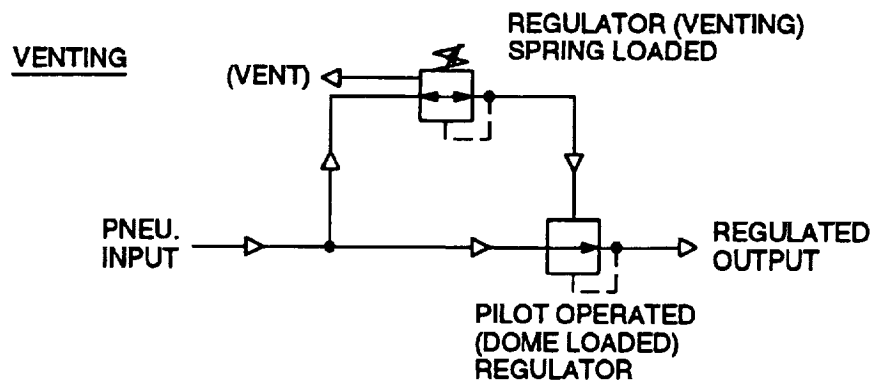 REGULATOR (VENTING)
SPRING LOADED
VENTING
(VENT)
PNEU.
INPUT
REGULATED
OUTPUT
PILOT OPERATED
(DOME LOADED)
REGULATOR